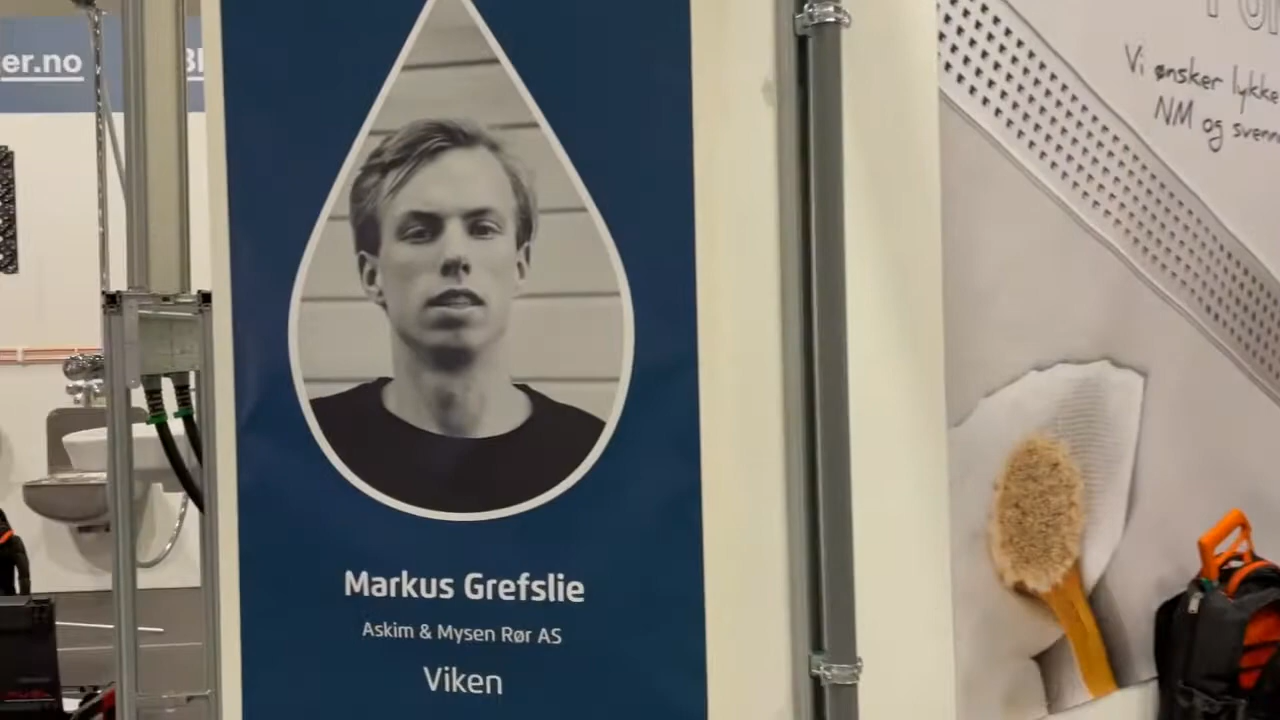 er.no
Markus Grefslie
Askim & Mysen Rør AS
Viken
Vi ønsker lykke
NM og svenn